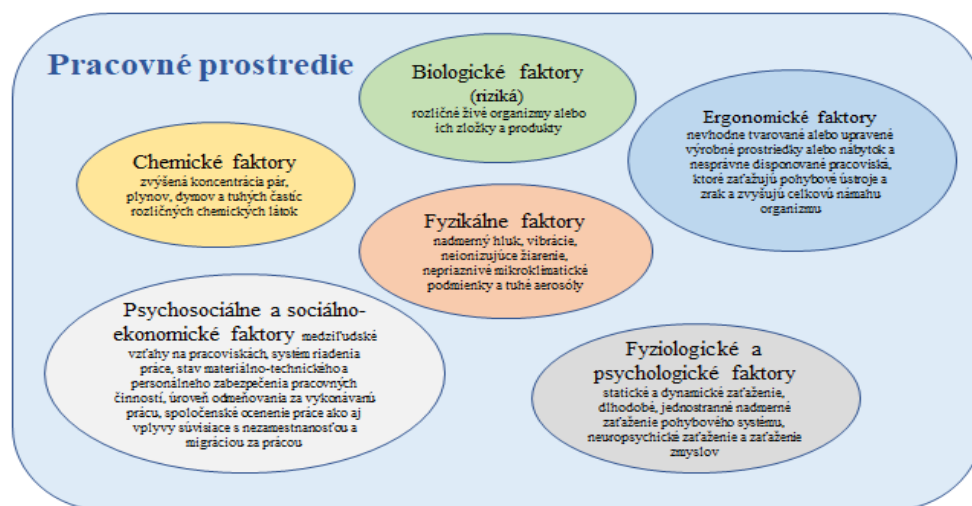 Pracovné prostredie
Biologické faktory
(riziká)
rozličné živé organizmy alebo
ich zložky a produkty
Ergonomické faktory
nevhodne tvarované alebo upravené
výrobné prostriedky alebo nábytok a
nesprávne disponované pracoviská,
ktoré zaťažujú pohybové ústroje a
zrak a zvyšujú celkovú námahu
organizmu
Chemické faktory
zvýšená koncentrácia pár,
plynov, dymov a tuhých častíc
rozličných chemických látok
Fyzikálne faktory
nadmerný hluk, vibrácie,
neionizujúce žiarenie,
nepriaznivé mikroklimatické
podmienky a tuhé aerosóly
Psychosociálne a sociálno-
ekonomické faktory medziľudské
vzťahy na pracoviskách, systém riadenia
práce, stav materiálno-technického a
personálneho zabezpečenia pracovných
činností, úroveň odmeňovania za vykonávanú
prácu, spoločenské ocenenie práce ako aj
vplyvy súvisiace s nezamestnanosťou a
migráciou za prácou
Fyziologické a
psychologické faktory
statické a dynamické zaťaženie,
dlhodobé, jednostranné nadmerné
zaťaženie pohybového systému,
neuropsychické zaťaženie a zaťaženie
zmyslov